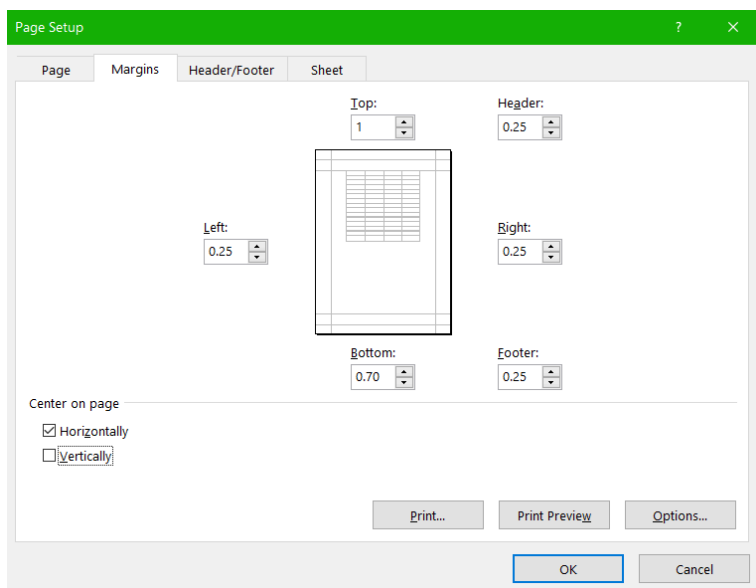 Page Setup
Page Margins Header/Footer Sheet
Top: Header:
1 0.25
Left: Right:
0.25 0.25
Bottom: Footer:
0.70 0.25
Center on page
Horizontally
Vertically
Print... Print Preview Options...
OK Cancel